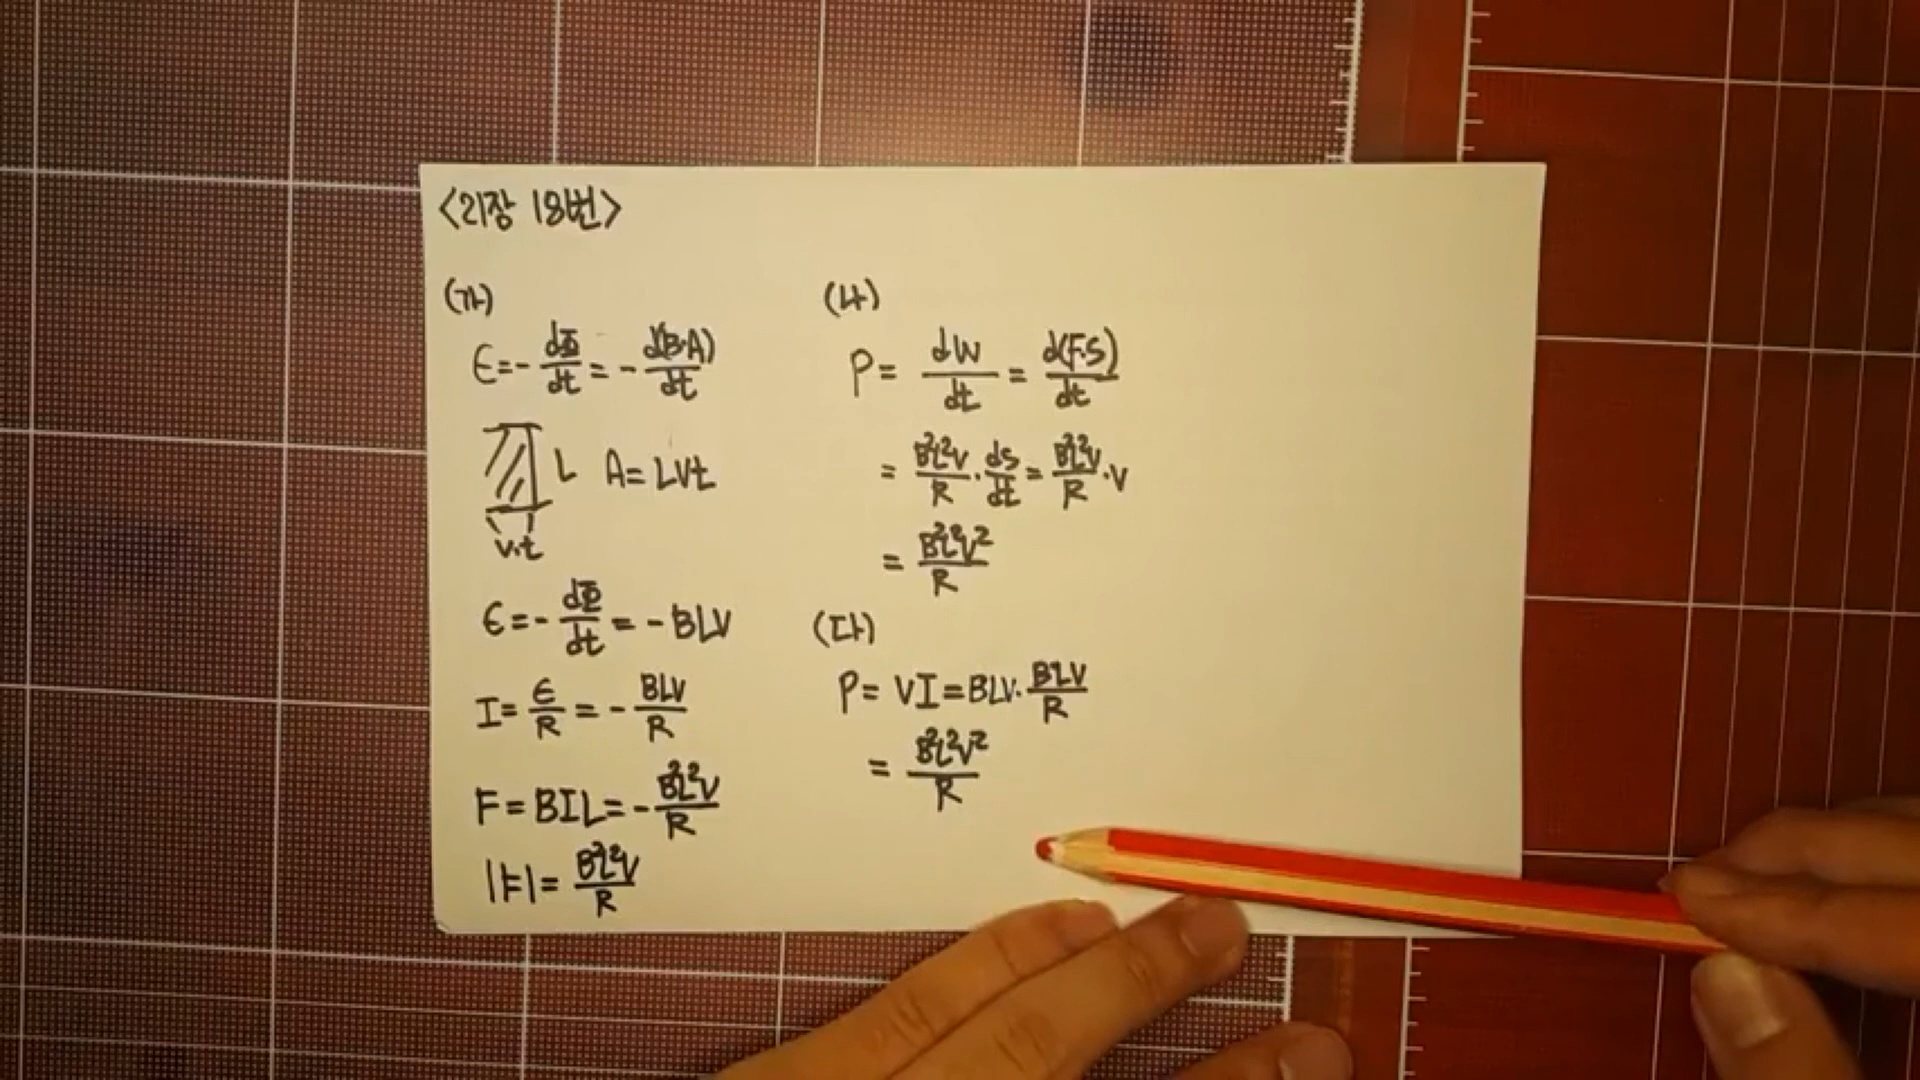 <21장 18번>
(가)
ε=-dΦ/dt=-d(B·A)/dt
L A=LVt
v.t
ε=-dΦ/dt=-BLV
I=ε/R=-BLV/R
F=BIL=-B²L²V/R
|F|=B²L²V/R
(나)
P=dW/dt=d(F·S)/dt
=B²L²V/R·ds/dt=B²L²V/R·V
=B²L²V²/R
(다)
P=VI=BLV·BLV/R
=B²L²V²/R